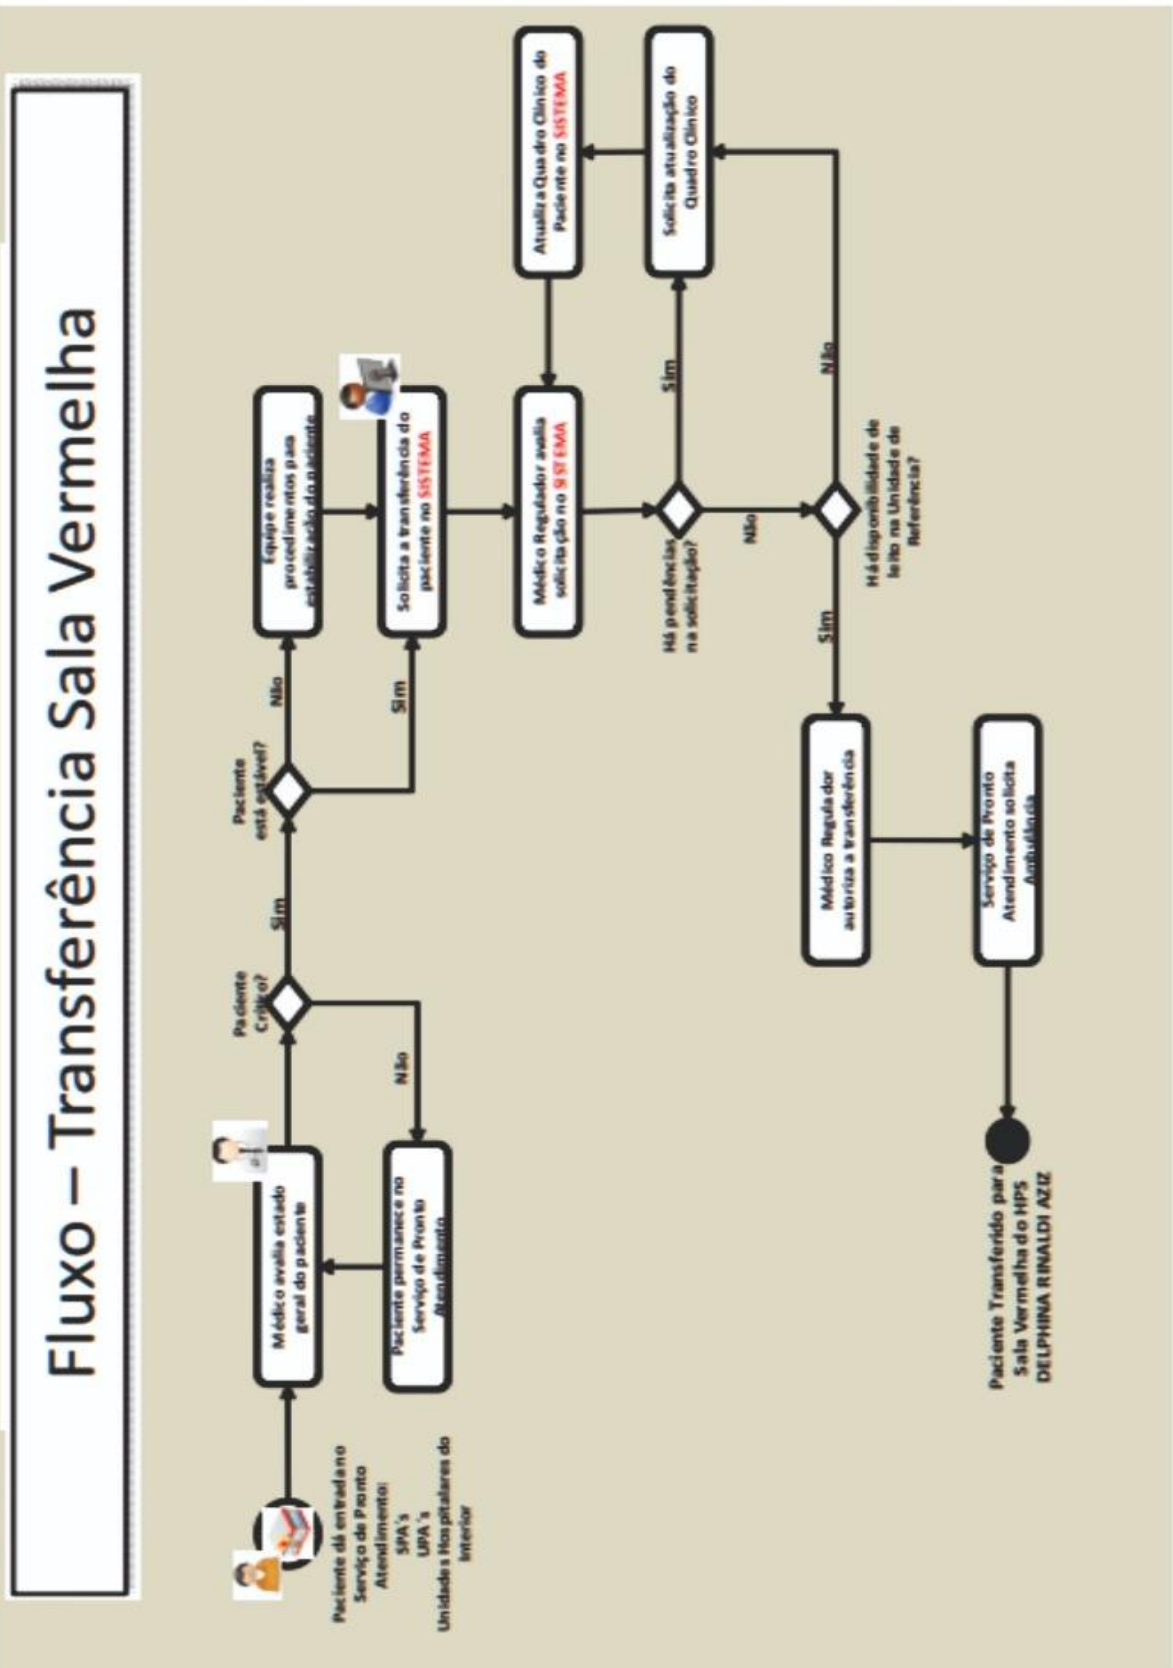 Fluxo – Transferência Sala Vermelha
Paciente dá entrada no
Serviço de Pronto
Atendimento:
SPA's
UPA's
Unidades Hospitalares do
Interior
Médico avalia estado
geral do paciente
Paciente permanece no
Serviço de Pronto
Atendimento
Paciente
Crítico?
Não
Sim
Paciente
está estável?
Não
Sim
Equipe realiza
procedimentos para
estabilização do paciente
Solicita a transferência do
paciente no SISTEMA
Médico Regulador avalia
solicitação no SISTEMA
Há pendências
na solicitação?
Sim
Não
Solicita atualização do
Quadro Clínico
Atualiza Quadro Clínico do
Paciente no SISTEMA
Há disponibilidade de
leito na Unidade de
Referência?
Não
Sim
Médico Regulador
autoriza a transferência
Serviço de Pronto
Atendimento solicita
Ambulância
Paciente Transferido para
Sala Vermelha do HPS
DELPHINA RINALDI AZIZ